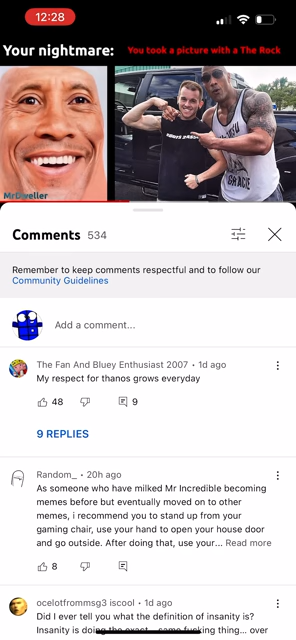 12:28
Your nightmare: You took a picture with a The Rock
GRACIE
MrDweller
Comments 534
Remember to keep comments respectful and to follow our
Community Guidelines
Add a comment...
The Fan And Bluey Enthusiast 2007 • 1d ago
My respect for thanos grows everyday
48 9
9 REPLIES
Random_ • 20h ago
As someone who have milked Mr Incredible becoming
memes before but eventually moved on to other
memes, i recommend you to stand up from your
gaming chair, use your hand to open your house door
and go outside. After doing that, use your... Read more
8
ocelotfrommsg3 iscool • 1d ago
Did I ever tell you what the definition of insanity is?
Insanity is doing the exact... same fucking thing... over